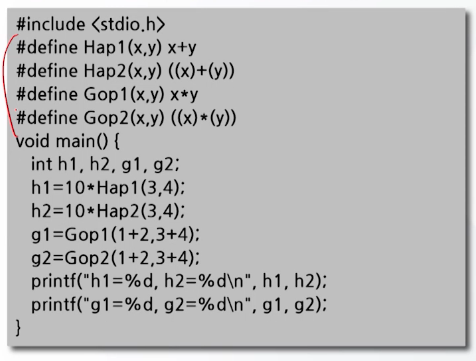 #include <stdio.h>
#define Hap1(x,y) x+y
#define Hap2(x,y) ((x)+(y))
#define Gop1(x,y) x*y
#define Gop2(x,y) ((x)*(y))
void main() {
int h1, h2, g1, g2;
h1=10*Hap1(3,4);
h2=10*Hap2(3,4);
g1=Gop1(1+2,3+4);
g2=Gop2(1+2,3+4);
printf("h1=%d, h2=%d\n", h1, h2);
printf("g1=%d, g2=%d\n", g1, g2);
}